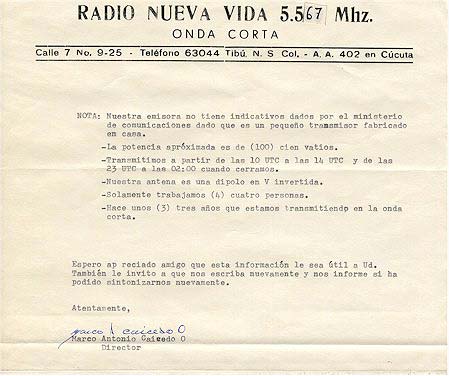 RADIO NUEVA VIDA 5.567 Mhz.
ONDA CORTA
Calle 7 No. 9-25 - Teléfono 63044 Tibú, N. S Col. - A. A. 402 en Cúcuta
NOTA: Nuestra emisora no tiene indicativos dados por el ministerio
de comunicaciones dado que es un pequeño transmisor fabricado
en casa.
-La potencia apróximada es de (100) cien vatios.
-Transmitimos a partir de las 10 UTC a las 14 UTC y de las
23 UTC a las 02:00 cuando cerramos.
-Nuestra antena es una dipolo en V invertida.
-Solamente trabajamos (4) cuatro personas.
-Hace unos (3) tres años que estamos transmitiendo en la onda
corta.
Espero ap reciado amigo que esta información le sea útil a Ud.
También le invito a que nos escriba nuevamente y nos informe si ha
podido sintonizarnos nuevamente.
Atentamente,
Marco A Caicedo O
Marco Antonio Caicedo O
Director